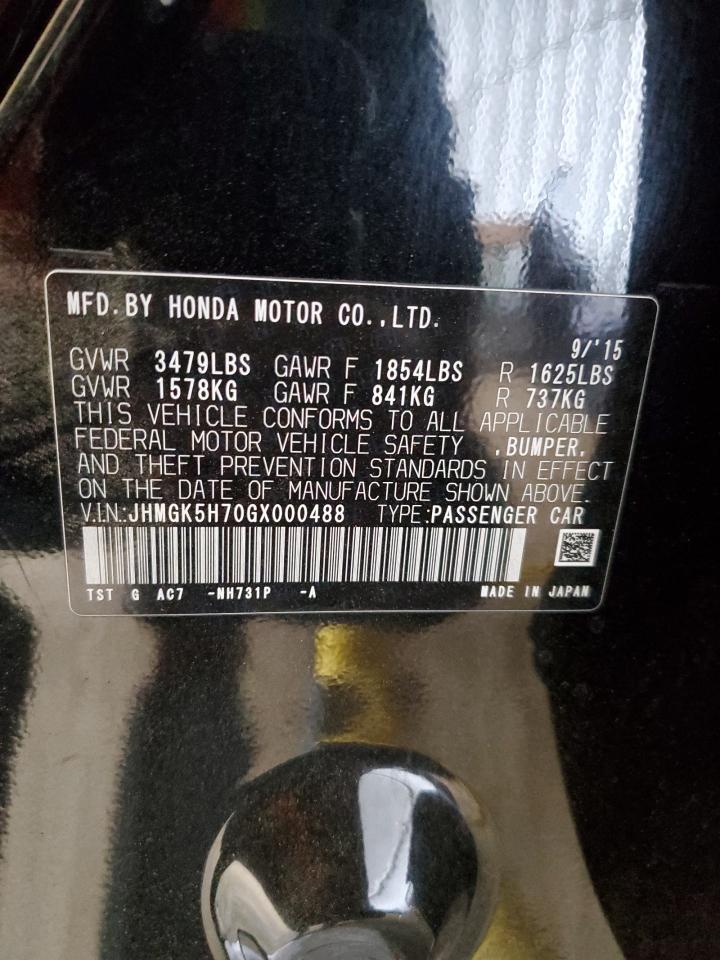 MFD.BY HONDA MOTOR CO.,LTD.
9/'15
GVWR 3479LBS GAWR F 1854LBS R 1625LBS
GVWR 1578KG GAWR F 841KG R 737KG
THIS VEHICLE CONFORMS TO ALL APPLICABLE
FEDERAL MOTOR VEHICLE SAFETY ,BUMPER,
AND THEFT PREVENTION STANDARDS IN EFFECT
ON THE DATE OF MANUFACTURE SHOWN ABOVE.
V.I.N:JHMGK5H70GX000488 TYPE:PASSENGER CAR
TST G AC7 -NH731P -A MADE IN JAPAN